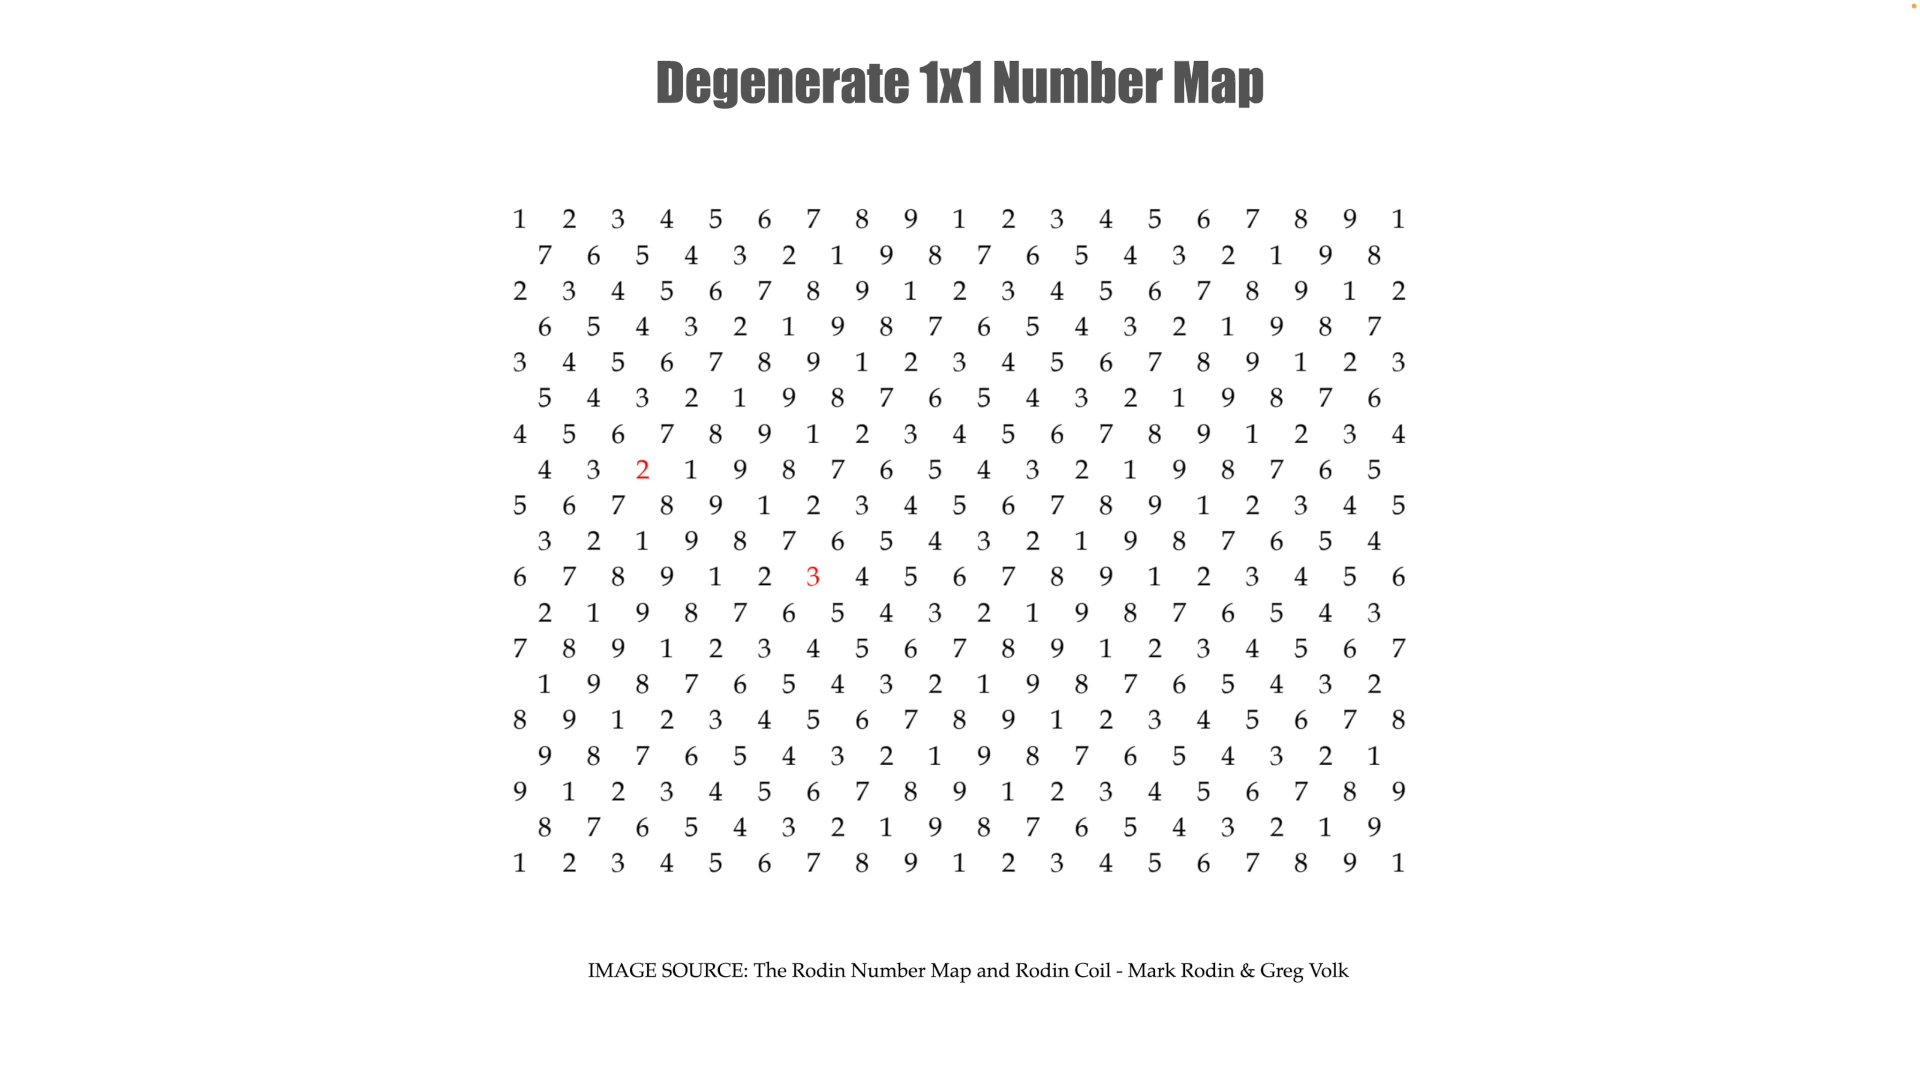 Degenerate 1x1 Number Map
1 2 3 4 5 6 7 8 9 1 2 3 4 5 6 7 8 9 1
7 6 5 4 3 2 1 9 8 7 6 5 4 3 2 1 9 8
2 3 4 5 6 7 8 9 1 2 3 4 5 6 7 8 9 1 2
6 5 4 3 2 1 9 8 7 6 5 4 3 2 1 9 8 7
3 4 5 6 7 8 9 1 2 3 4 5 6 7 8 9 1 2 3
5 4 3 2 1 9 8 7 6 5 4 3 2 1 9 8 7 6
4 5 6 7 8 9 1 2 3 4 5 6 7 8 9 1 2 3 4
4 3 2 1 9 8 7 6 5 4 3 2 1 9 8 7 6 5
5 6 7 8 9 1 2 3 4 5 6 7 8 9 1 2 3 4 5
3 2 1 9 8 7 6 5 4 3 2 1 9 8 7 6 5 4
6 7 8 9 1 2 3 4 5 6 7 8 9 1 2 3 4 5 6
2 1 9 8 7 6 5 4 3 2 1 9 8 7 6 5 4 3
7 8 9 1 2 3 4 5 6 7 8 9 1 2 3 4 5 6 7
1 9 8 7 6 5 4 3 2 1 9 8 7 6 5 4 3 2
8 9 1 2 3 4 5 6 7 8 9 1 2 3 4 5 6 7 8
9 8 7 6 5 4 3 2 1 9 8 7 6 5 4 3 2 1
9 1 2 3 4 5 6 7 8 9 1 2 3 4 5 6 7 8 9
8 7 6 5 4 3 2 1 9 8 7 6 5 4 3 2 1 9
1 2 3 4 5 6 7 8 9 1 2 3 4 5 6 7 8 9 1
IMAGE SOURCE: The Rodin Number Map and Rodin Coil - Mark Rodin & Greg Volk